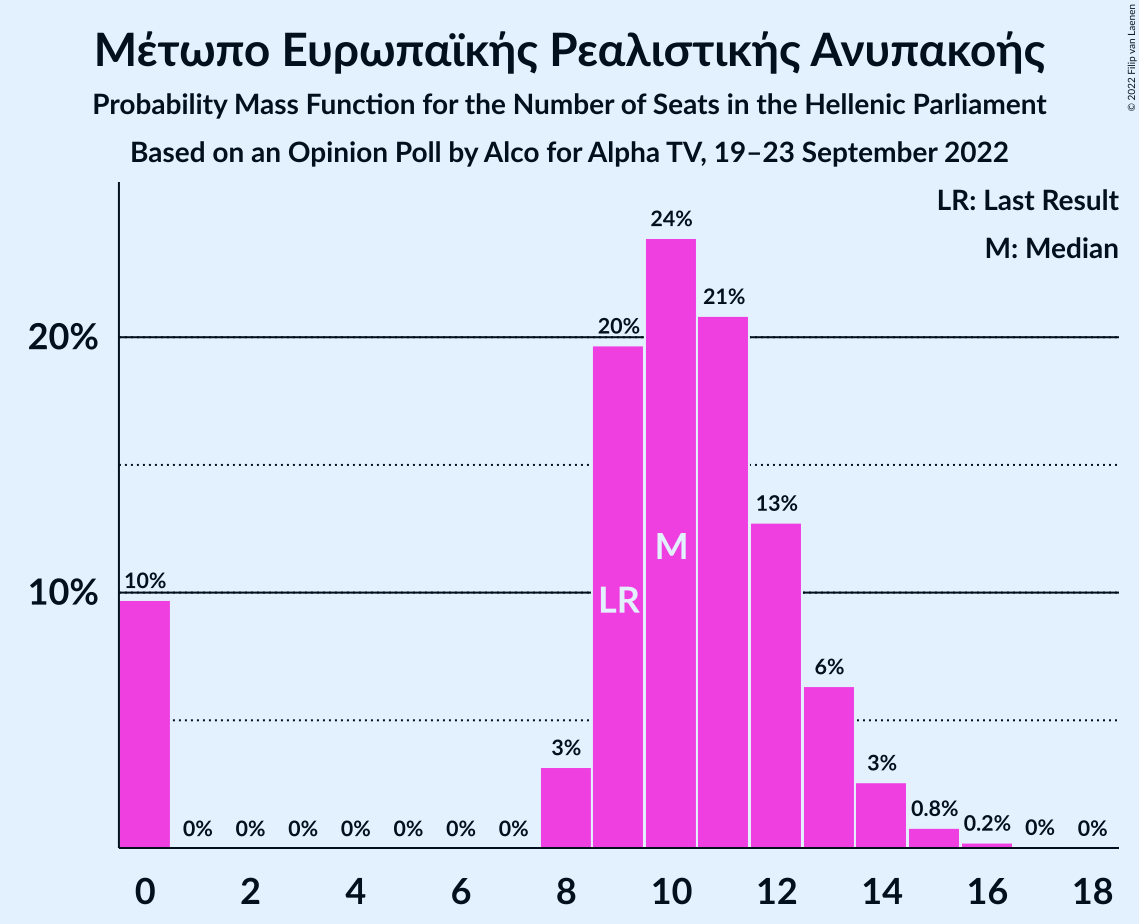 Μέτωπο Ευρωπαϊκής Ρεαλιστικής Ανυπακοής
Probability Mass Function for the Number of Seats in the Hellenic Parliament
Based on an Opinion Poll by Alco for Alpha TV, 19–23 September 2022
© 2022 Filip van Laenen
LR: Last Result
M: Median
24%
21%
20%
20%
13%
M
10%
10%
LR
6%
3%
3%
0.8%
0.2%
0% 0% 0% 0% 0% 0% 0% 0% 0%
0 2 4 6 8 10 12 14 16 18